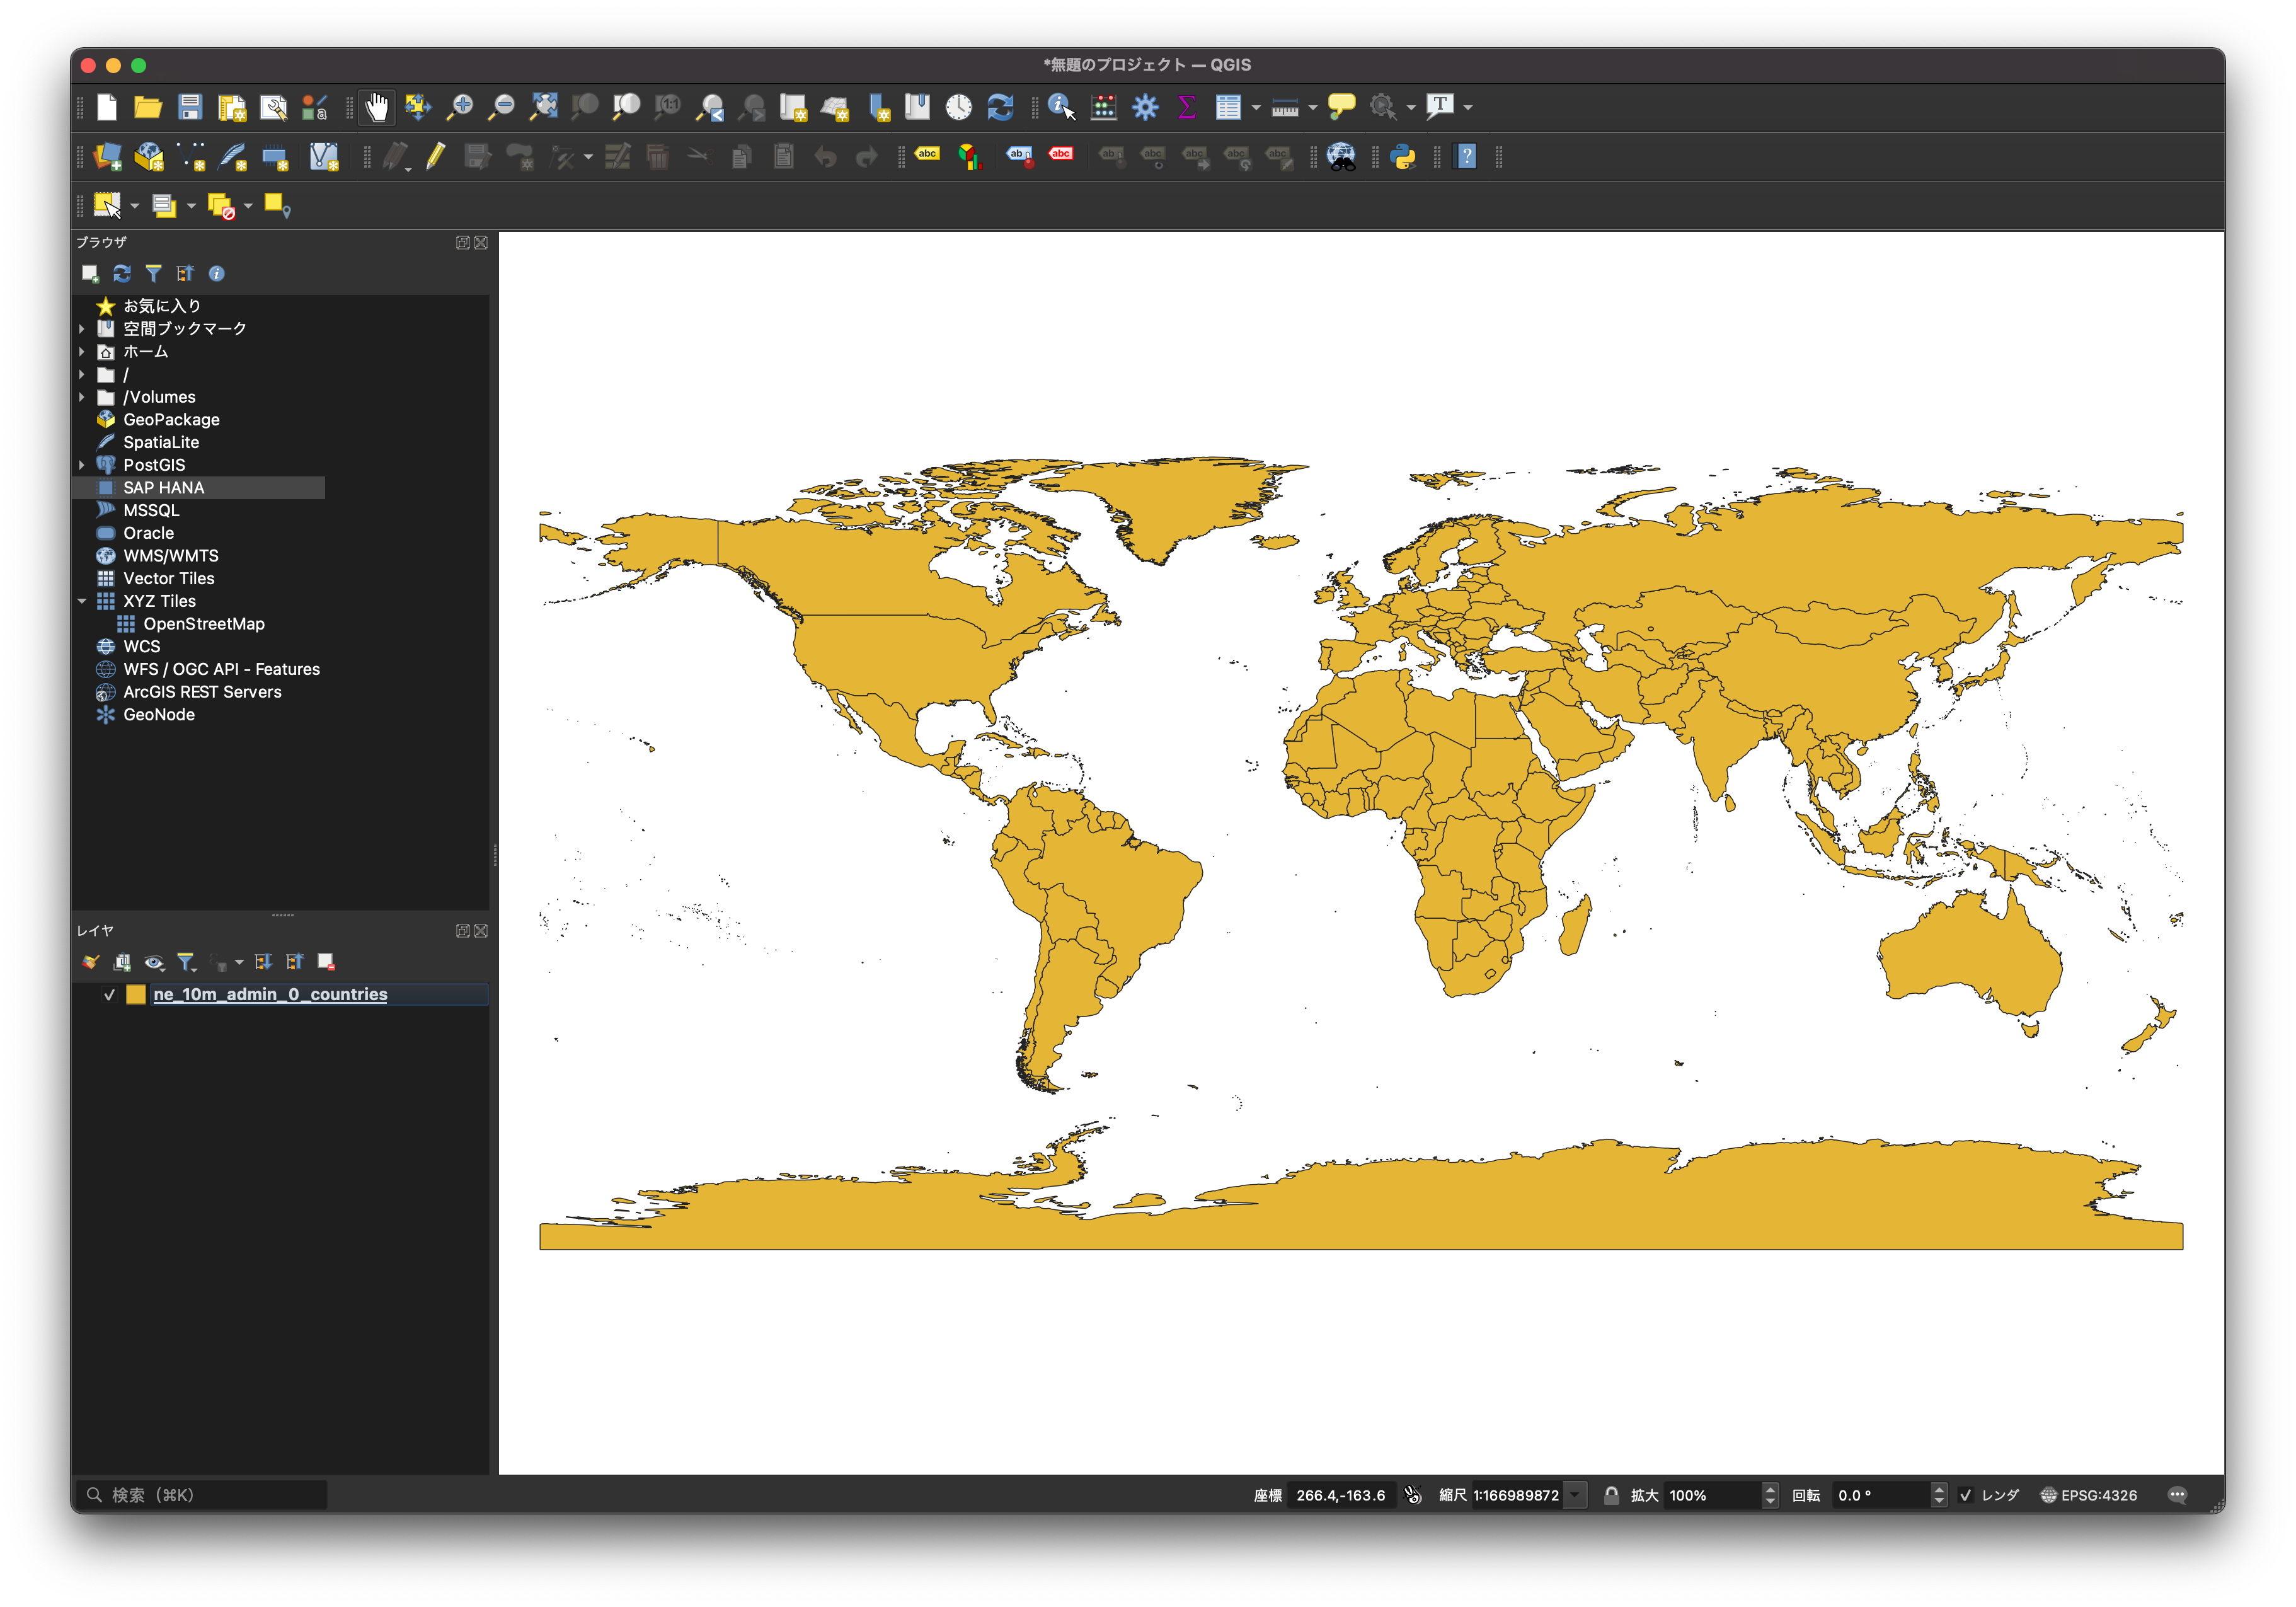 *無題のプロジェクト — QGIS
ブラウザ
お気に入り
空間ブックマーク
ホーム
/
/Volumes
GeoPackage
SpatiaLite
PostGIS
SAP HANA
MSSQL
Oracle
WMS/WMTS
Vector Tiles
XYZ Tiles
OpenStreetMap
WCS
WFS / OGC API - Features
ArcGIS REST Servers
GeoNode
レイヤ
ne_10m_admin_0_countries
検索 (⌘K)
座標 266.4,-163.6 縮尺 1:166989872 拡大 100% 回転 0.0 ° レンダ EPSG:4326